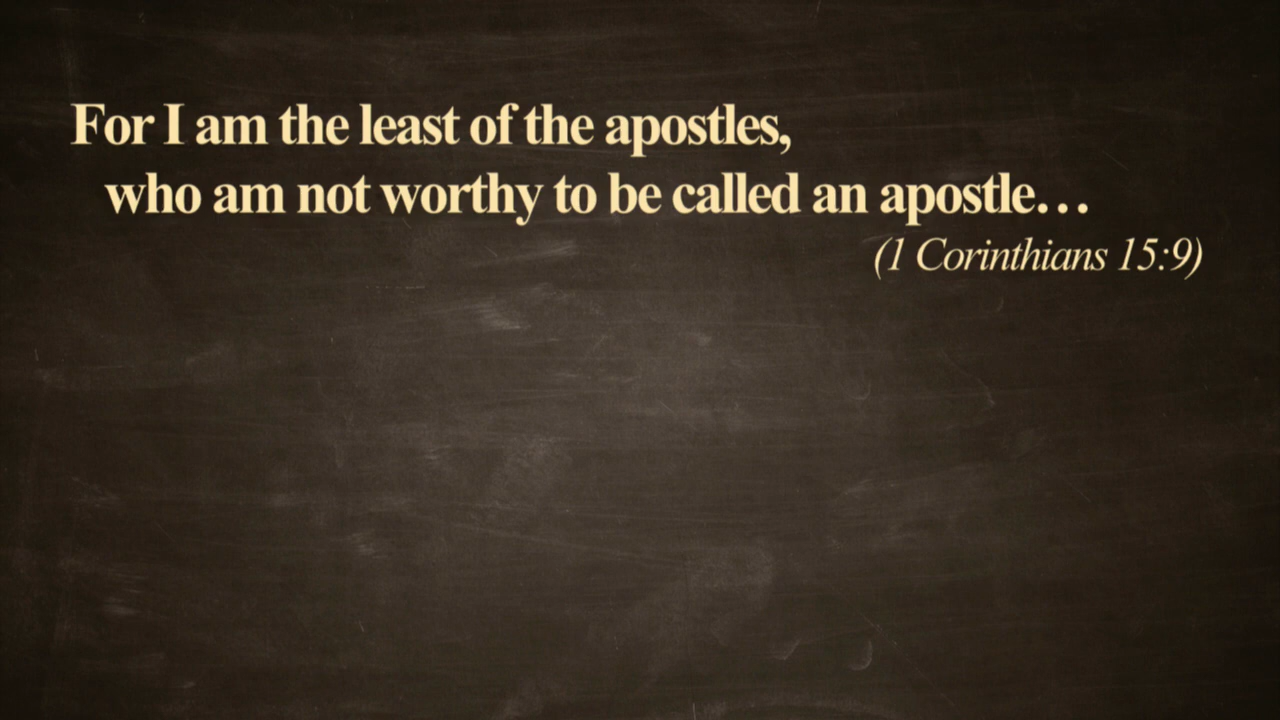 For I am the least of the apostles,
who am not worthy to be called an apostle…
(1 Corinthians 15:9)